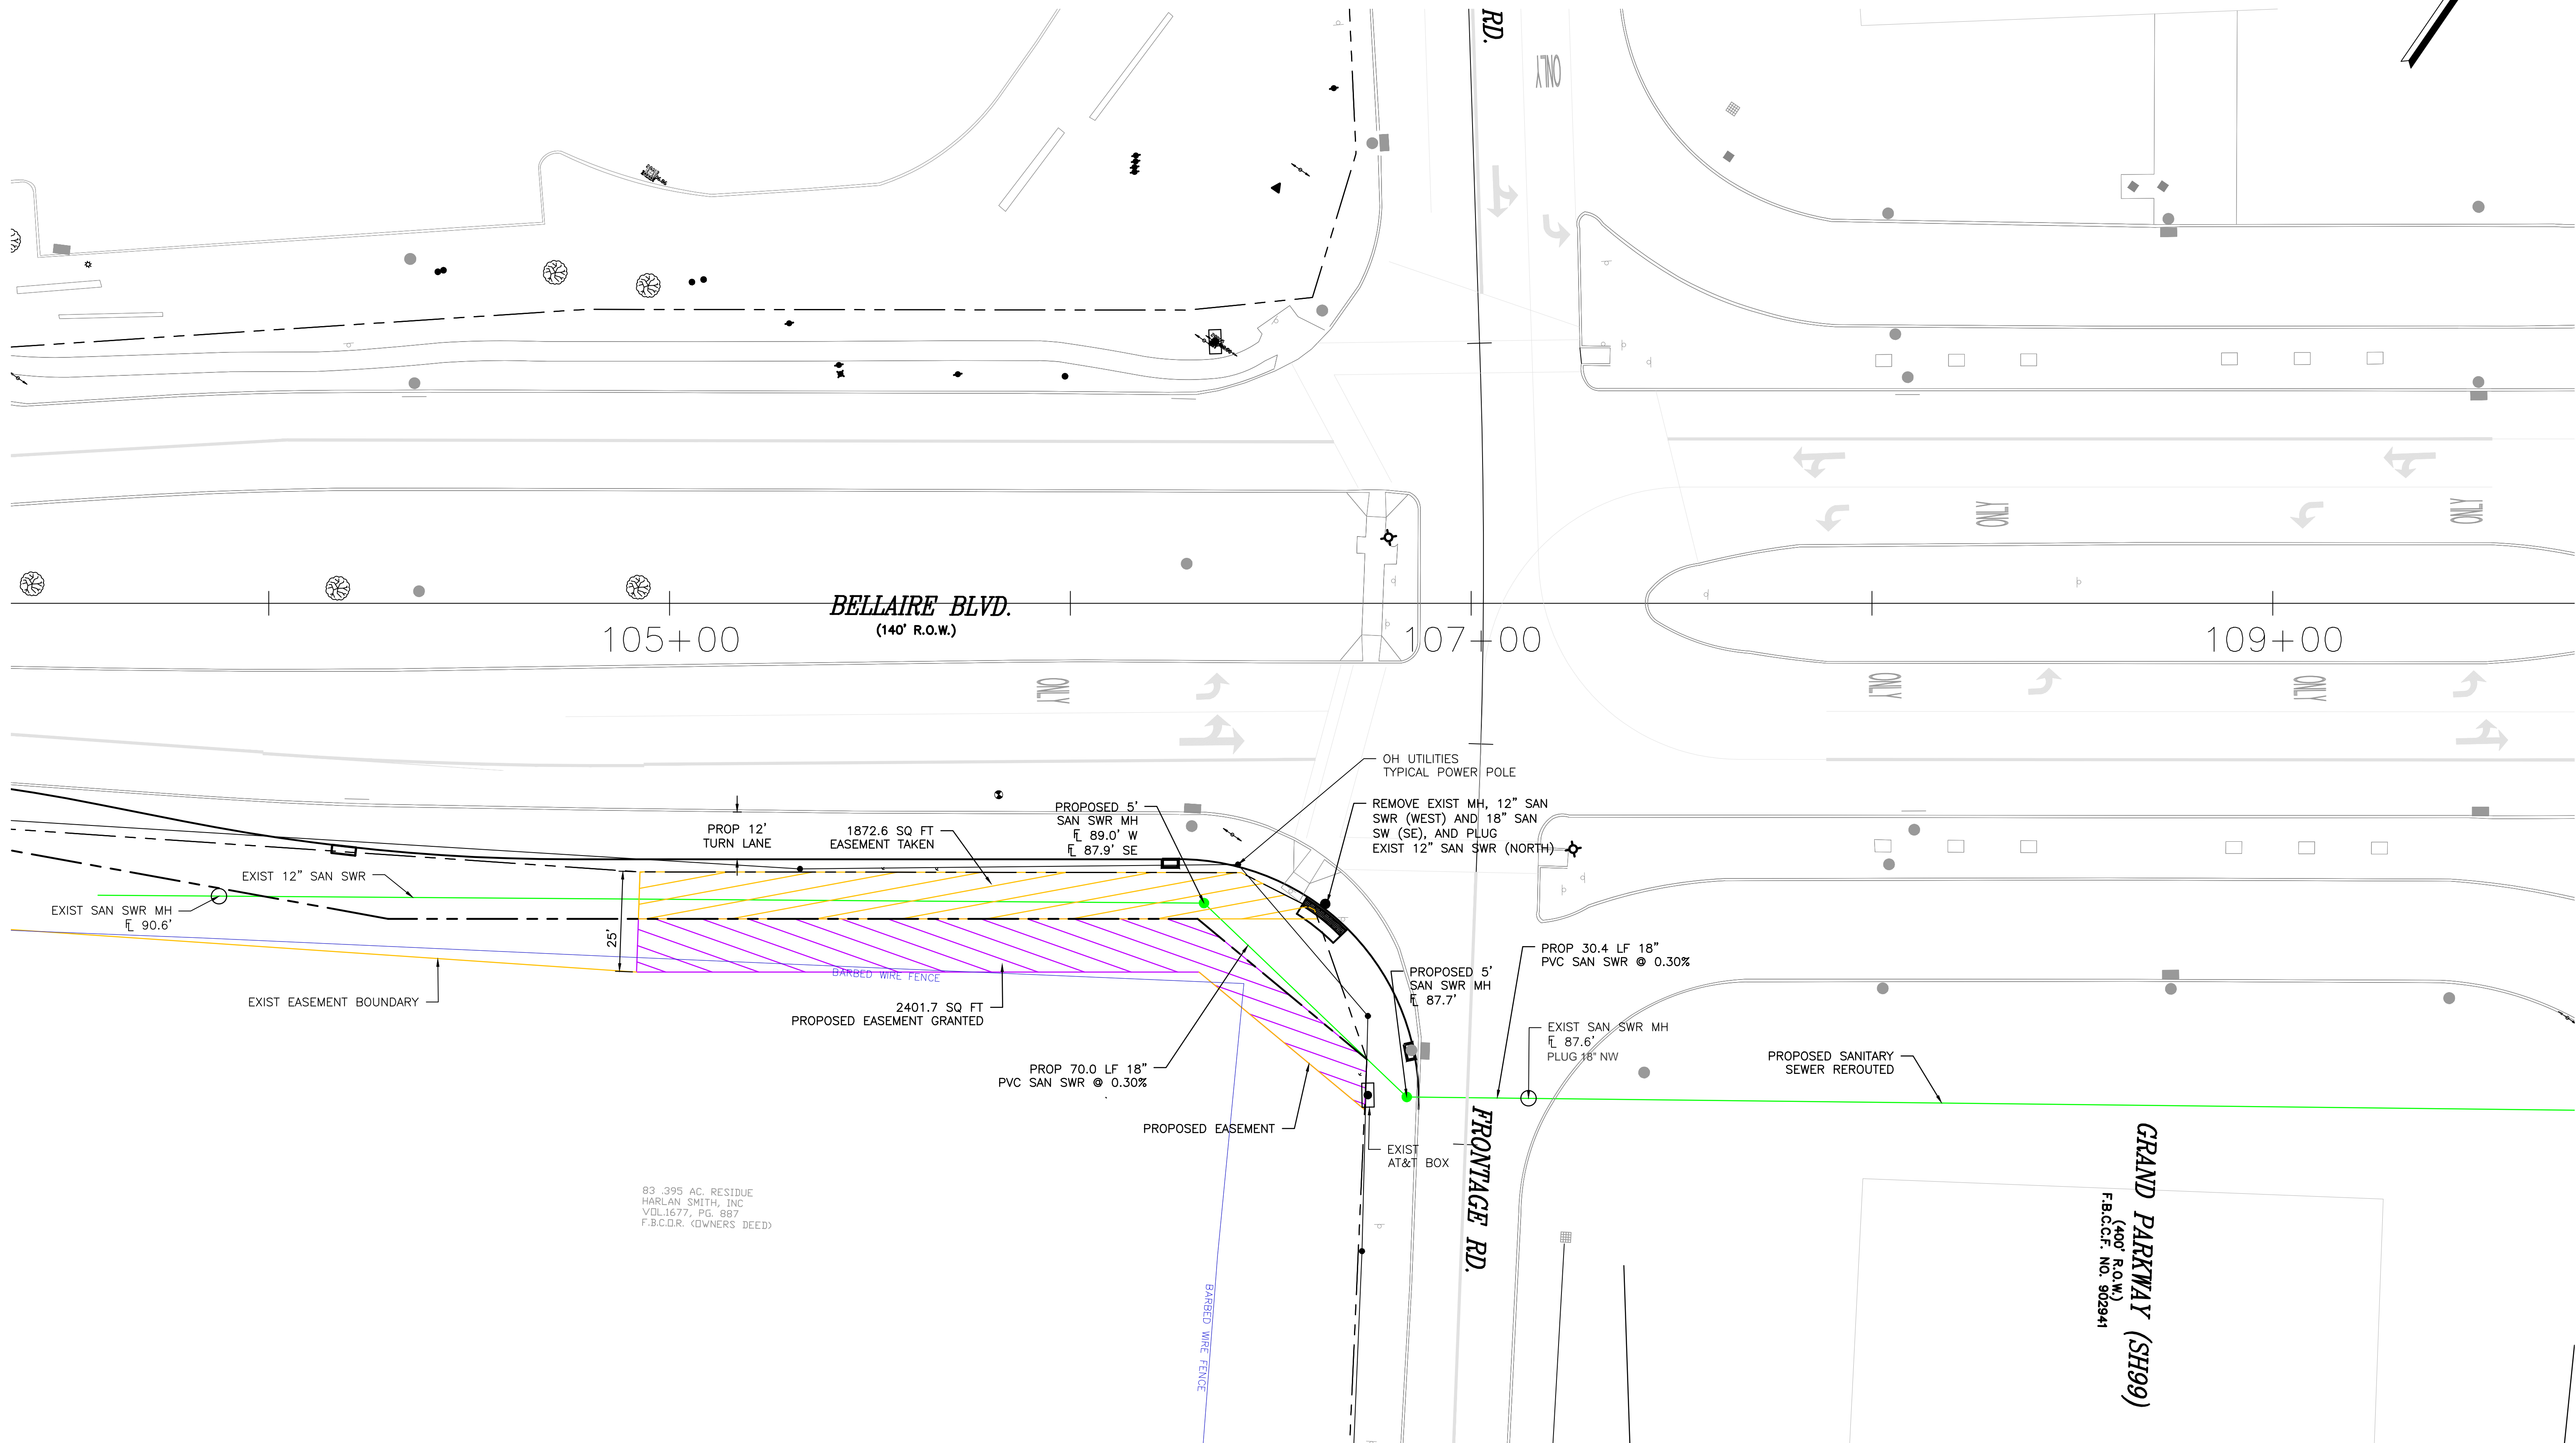 RD.
ONLY
ONLY
ONLY
BELLAIRE BLVD.
(140' R.O.W.)
105+00
107+00
109+00
ONLY
ONLY
ONLY
OH UTILITIES
TYPICAL POWER POLE
PROPOSED 5'
SAN SWR MH
FL 89.0' W
FL 87.9' SE
REMOVE EXIST MH, 12" SAN
SWR (WEST) AND 18" SAN
SW (SE), AND PLUG
EXIST 12" SAN SWR (NORTH)
PROP 12'
TURN LANE
1872.6 SQ FT
EASEMENT TAKEN
EXIST 12" SAN SWR
EXIST SAN SWR MH
FL 90.6'
25'
BARBED WIRE FENCE
EXIST EASEMENT BOUNDARY
2401.7 SQ FT
PROPOSED EASEMENT GRANTED
PROP 30.4 LF 18"
PVC SAN SWR @ 0.30%
PROPOSED 5'
SAN SWR MH
FL 87.7'
EXIST SAN SWR MH
FL 87.6'
PLUG 18" NW
PROP 70.0 LF 18"
PVC SAN SWR @ 0.30%
PROPOSED SANITARY
SEWER REROUTED
PROPOSED EASEMENT
EXIST
AT&T BOX
FRONTAGE RD.
GRAND PARKWAY (SH99)
(400' R.O.W.)
F.B.C.C.F. NO. 902941
83 .395 AC. RESIDUE
HARLAN SMITH, INC
VOL.1677, PG. 887
F.B.C.O.R. (OWNERS DEED)
BARBED WIRE FENCE